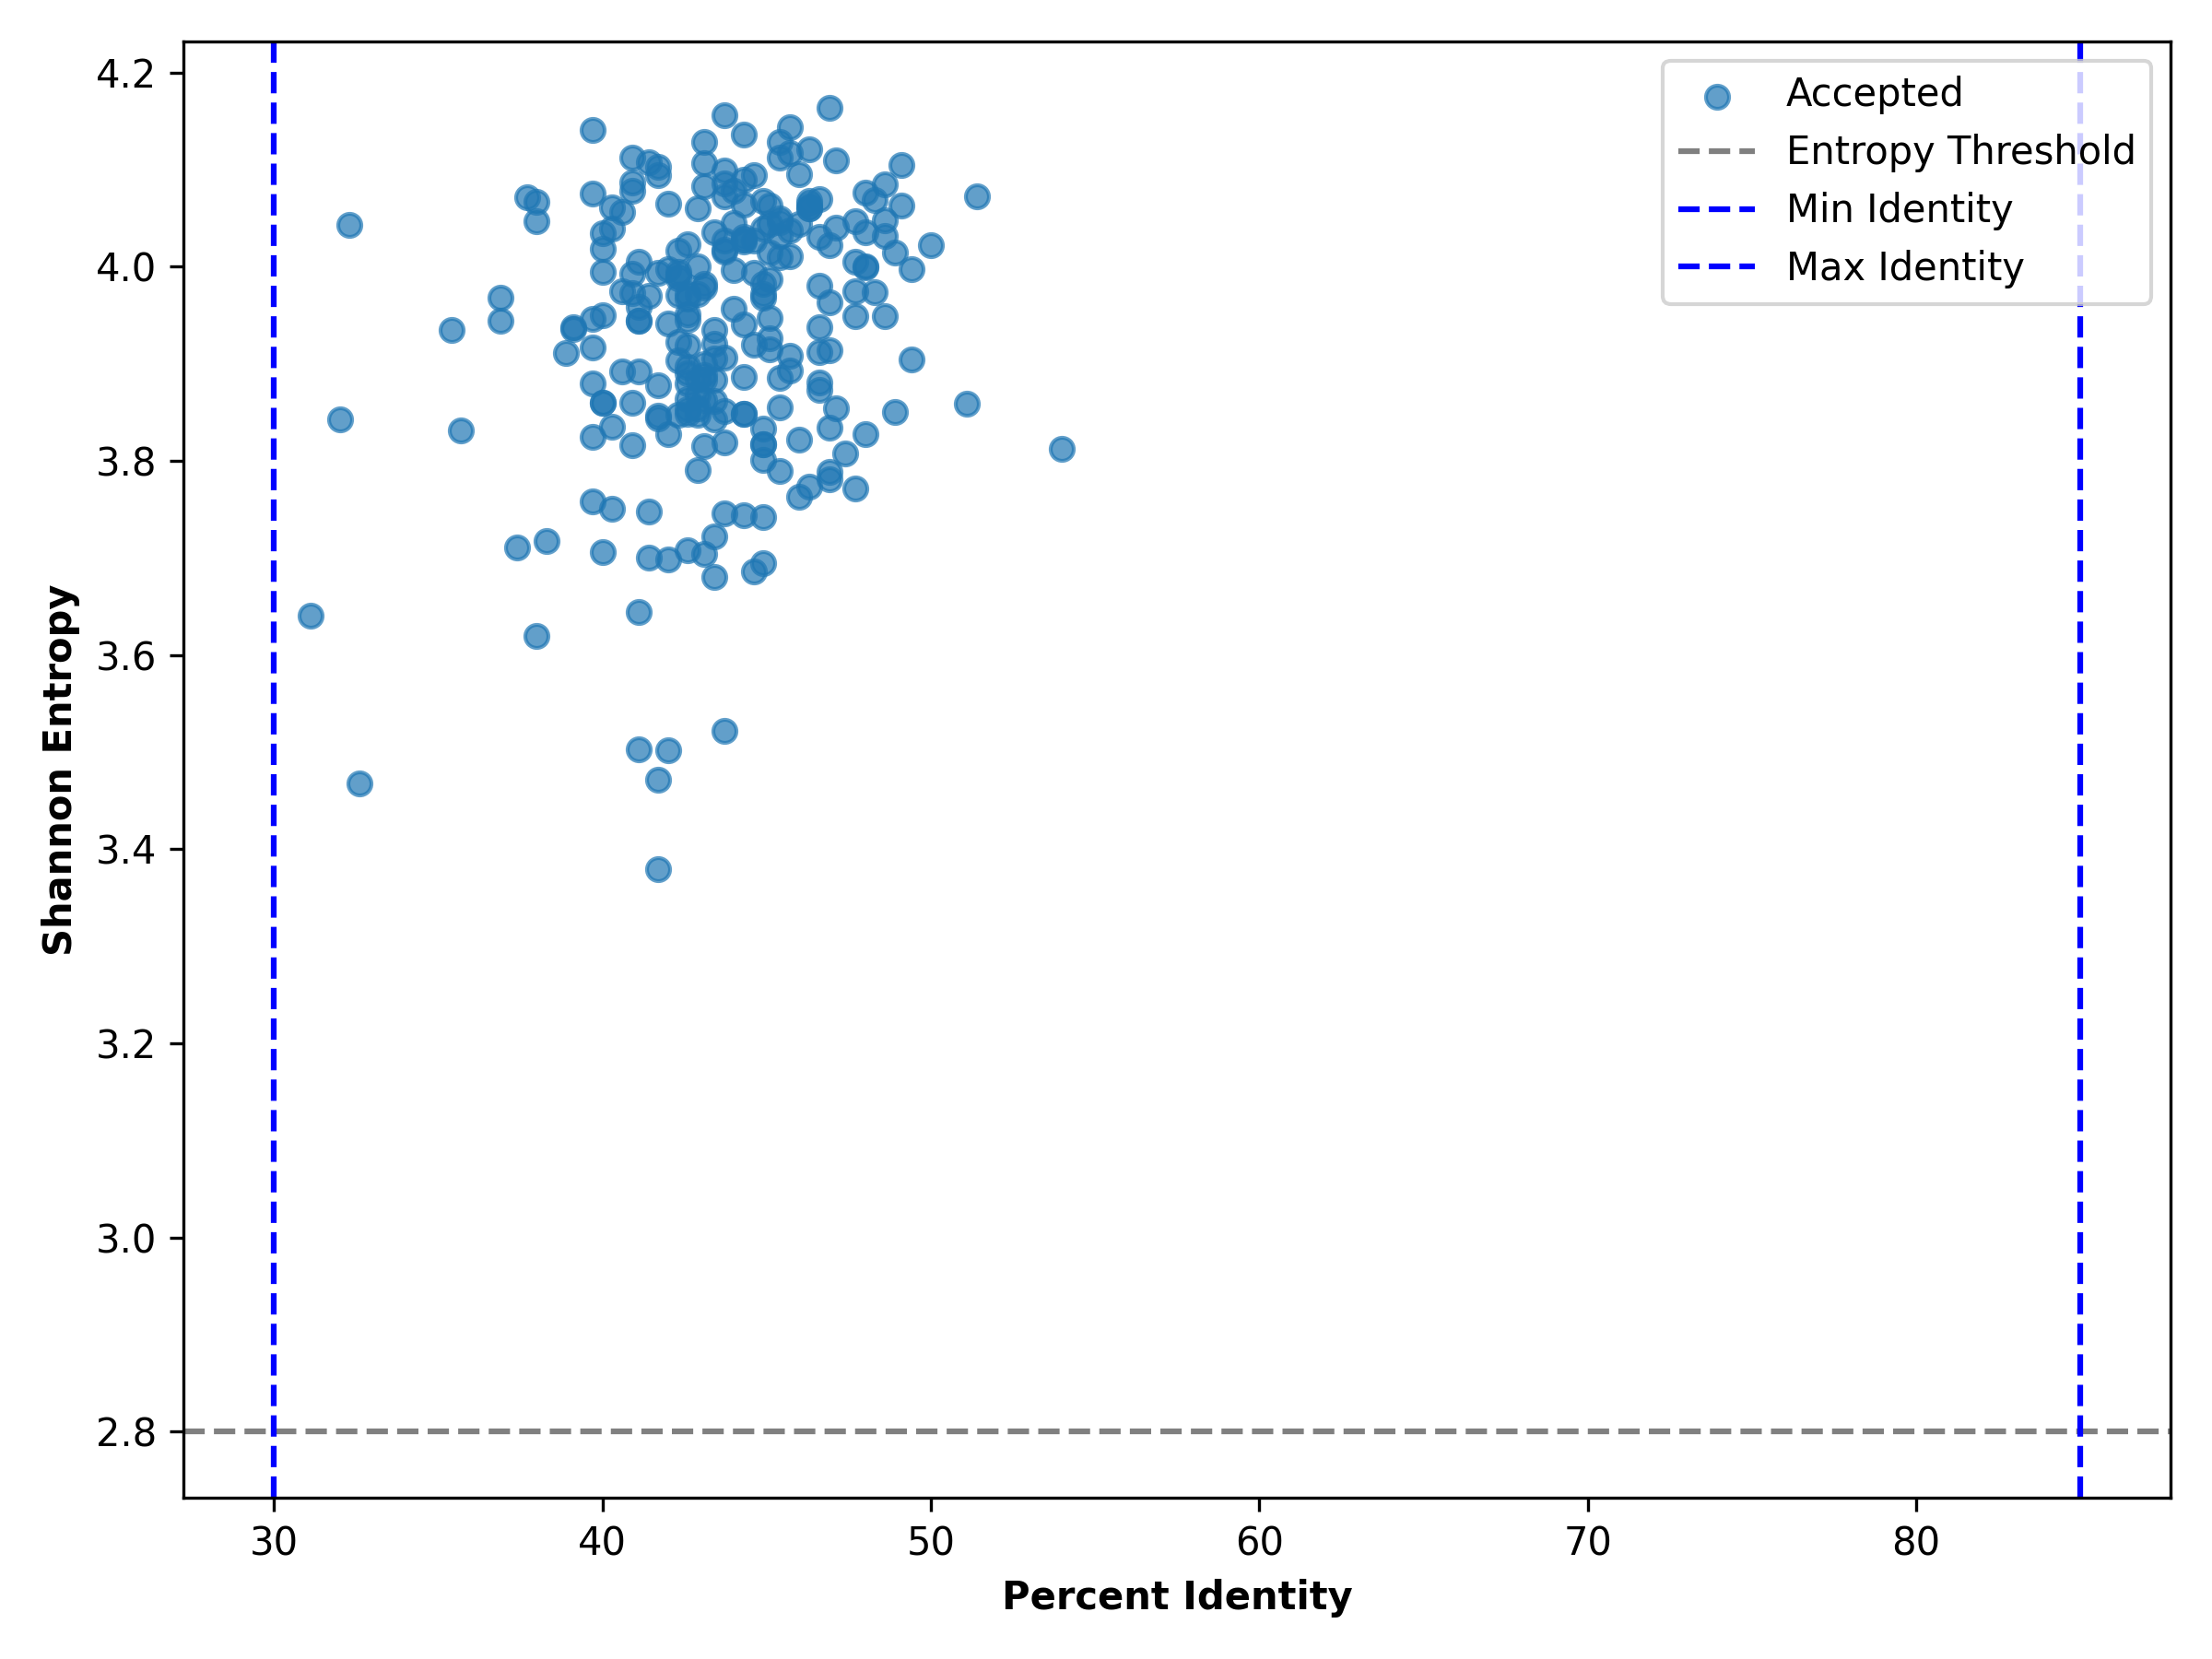 Accepted
Entropy Threshold
Min Identity
Max Identity
Shannon Entropy
4.2
4.0
3.8
3.6
3.4
3.2
3.0
2.8
30 40 50 60 70 80
Percent Identity